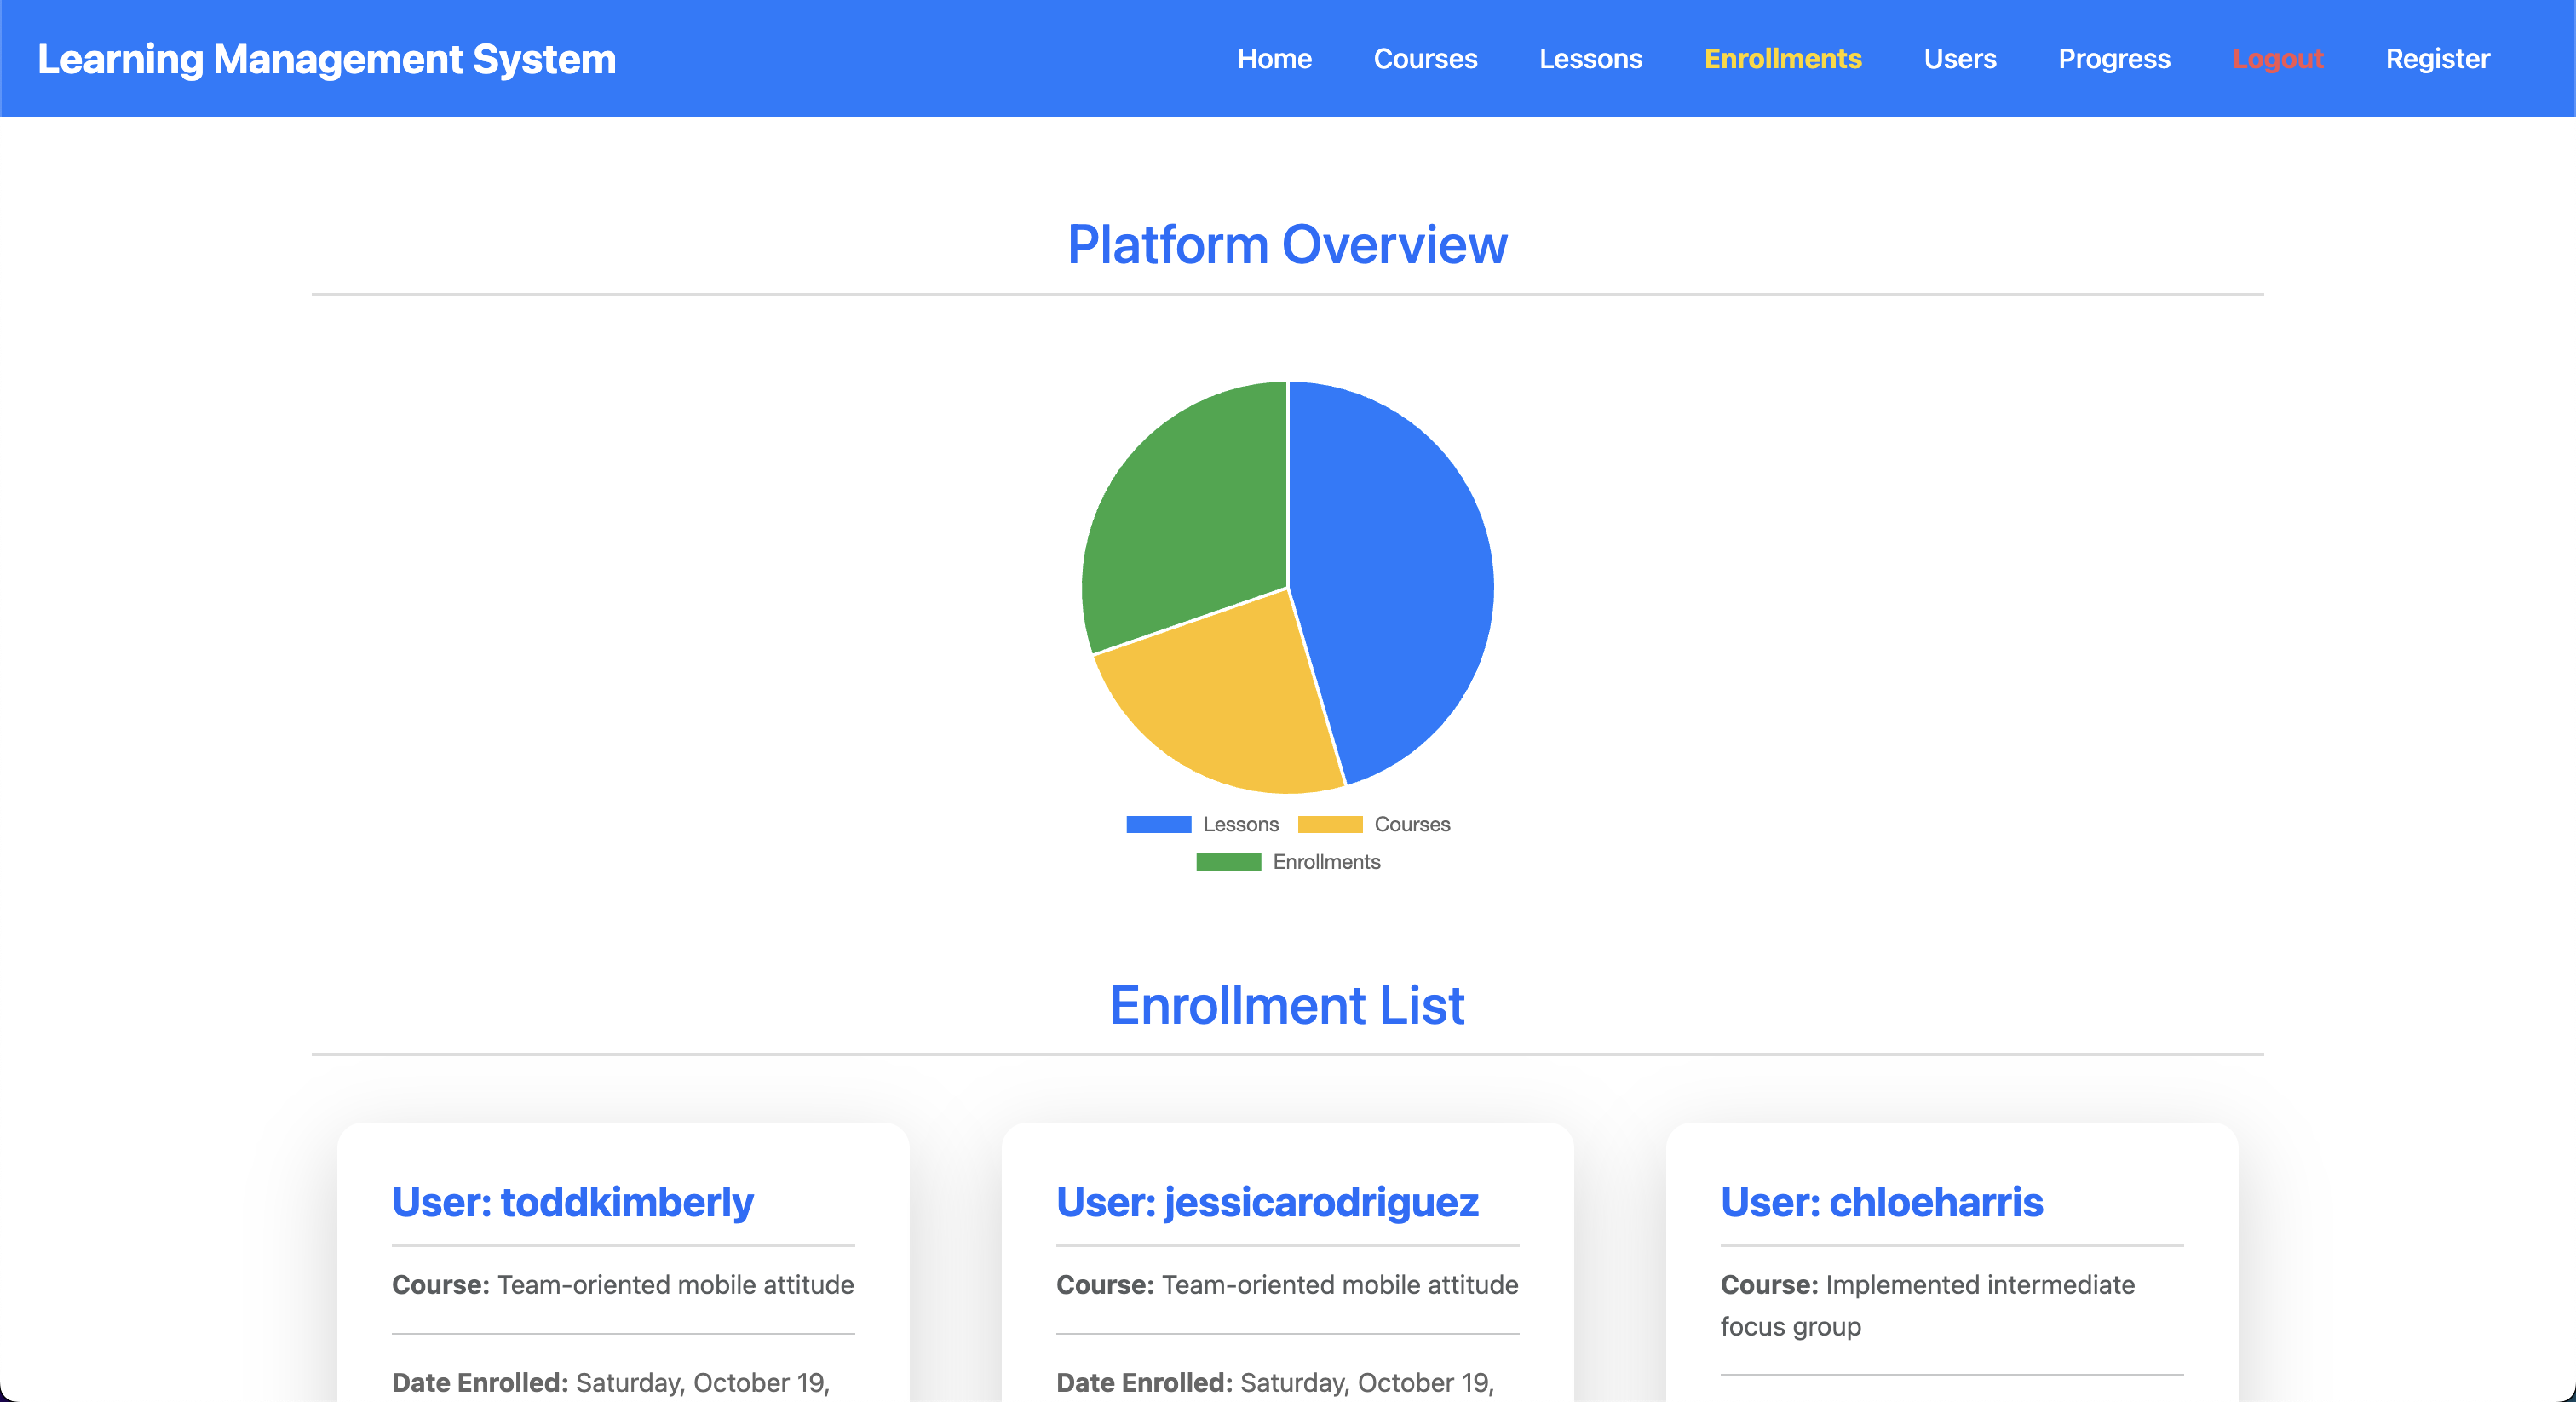 Learning Management System
Home Courses Lessons Enrollments Users Progress Logout Register
Platform Overview
Lessons Courses
Enrollments
Enrollment List
User: toddkimberly
Course: Team-oriented mobile attitude
Date Enrolled: Saturday, October 19,
User: jessicarodriguez
Course: Team-oriented mobile attitude
Date Enrolled: Saturday, October 19,
User: chloeharris
Course: Implemented intermediate
focus group